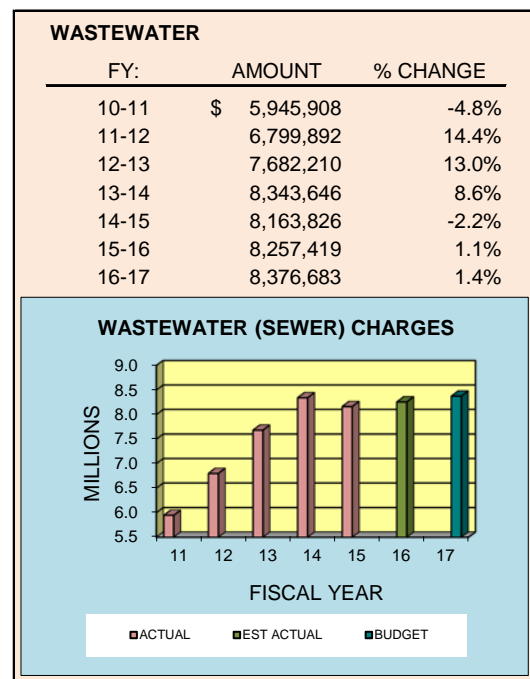 WASTEWATER
FY: AMOUNT % CHANGE
10-11 $ 5,945,908 -4.8%
11-12 6,799,892 14.4%
12-13 7,682,210 13.0%
13-14 8,343,646 8.6%
14-15 8,163,826 -2.2%
15-16 8,257,419 1.1%
16-17 8,376,683 1.4%
WASTEWATER (SEWER) CHARGES
MILLIONS
9.0
8.5
8.0
7.5
7.0
6.5
6.0
5.5
11 12 13 14 15 16 17
FISCAL YEAR
ACTUAL EST ACTUAL BUDGET